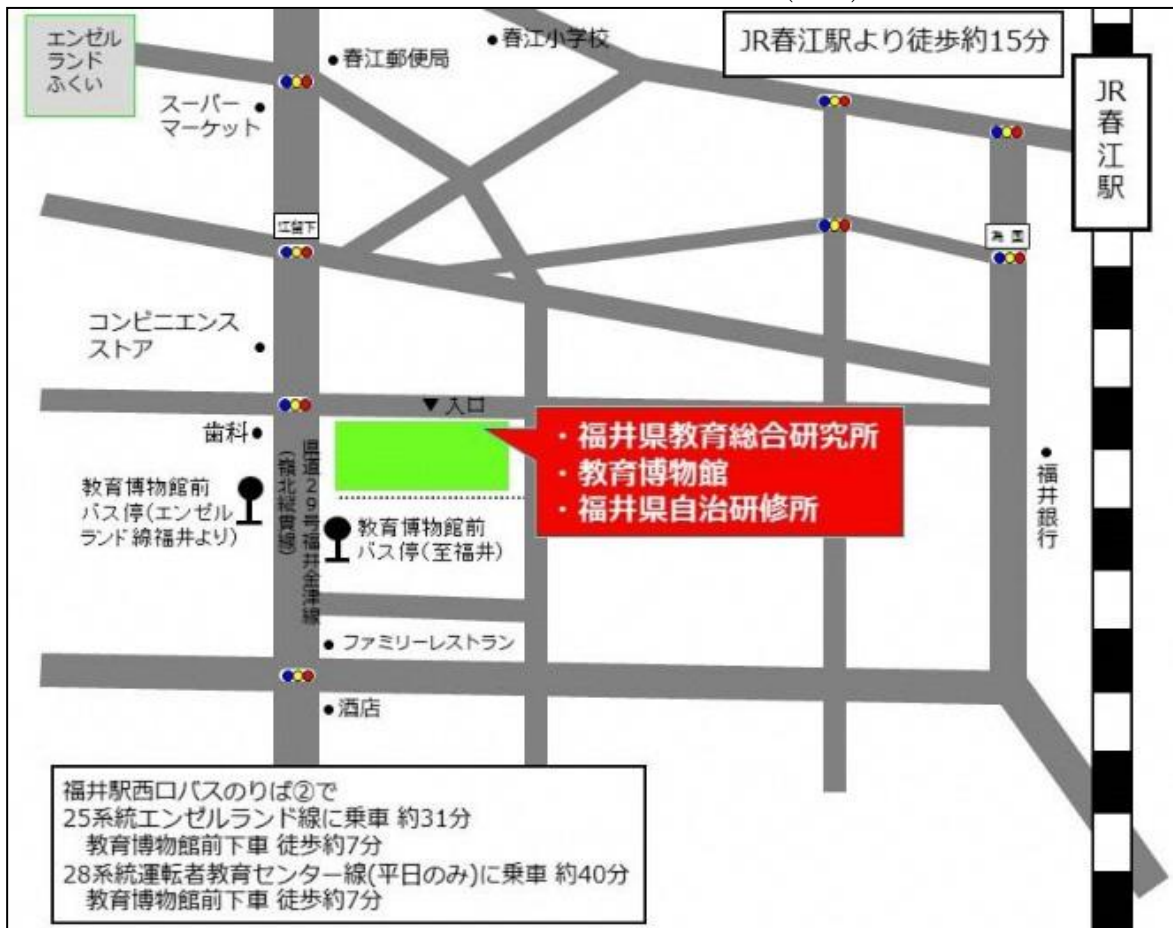 エンゼル
ランド
ふくい
春江郵便局
春江小学校
JR春江駅より徒歩約15分
JR春江駅
スーパー
マーケット
江留下
為国
コンビニエンス
ストア
▼入口
歯科
・福井県教育総合研究所
・教育博物館
・福井県自治研修所
教育博物館前
バス停(エンゼル
ランド線福井より)
県道29号福井金津線
(嶺北縦貫線)
教育博物館前
バス停(至福井)
福井銀行
ファミリーレストラン
酒店
福井駅西口バスのりば②で
25系統エンゼルランド線に乗車 約31分
教育博物館前下車 徒歩約7分
28系統運転者教育センター線(平日のみ)に乗車 約40分
教育博物館前下車 徒歩約7分